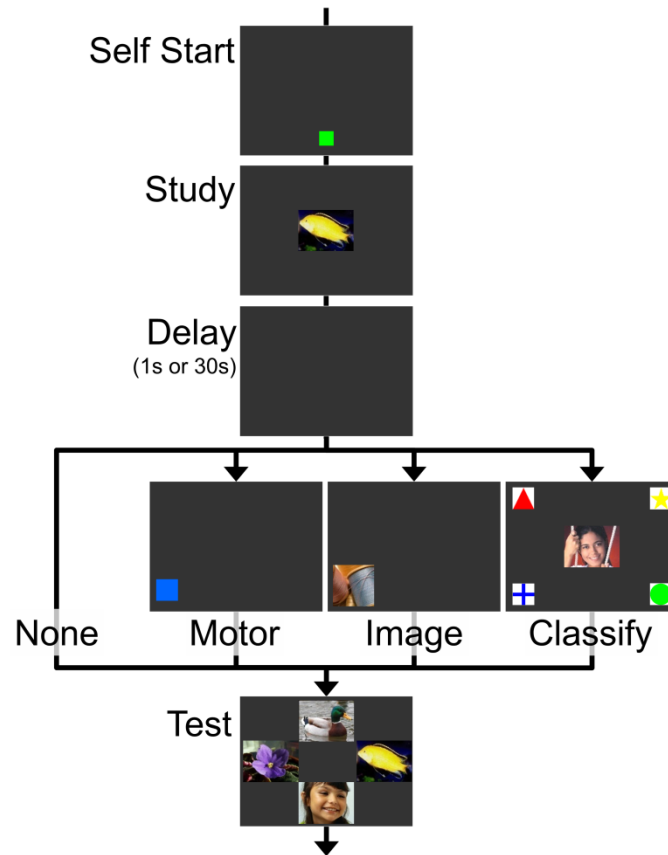 Self Start
Study
Delay
(1s or 30s)
None
Motor
Image
Classify
Test